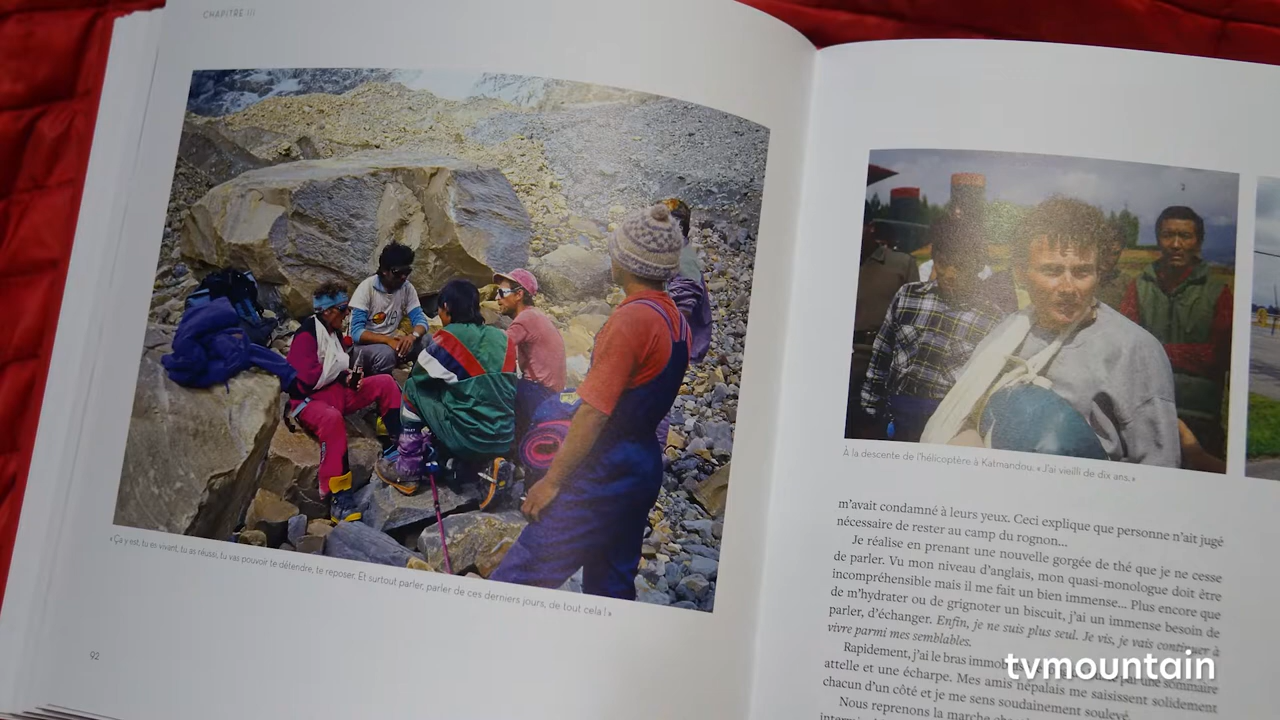 CHAPITRE III
« Ça y est, tu es vivant, tu as réussi, tu vas pouvoir te détendre, te reposer. Et surtout parler, parler de ces derniers jours, de tout cela ! »
92
À la descente de l'hélicoptère à Katmandou. « J'ai vieilli de dix ans. »
m'avait condamné à leurs yeux. Ceci explique que personne n'ait jugé
nécessaire de rester au camp du rognon...
Je réalise en prenant une nouvelle gorgée de thé que je ne cesse
de parler. Vu mon niveau d'anglais, mon quasi-monologue doit être
incompréhensible mais il me fait un bien immense... Plus encore que
de m'hydrater ou de grignoter un biscuit, j'ai un immense besoin de
parler, d'échanger. Enfin, je ne suis plus seul. Je vis, je vais continuer à
vivre parmi mes semblables.
Rapidement, j'ai le bras par une sommaire
attelle et une écharpe. Mes amis népalais me saisissent solidement
chacun d'un côté et je me sens soudainement soulevé.
Nous reprenons la marche
tvmountain